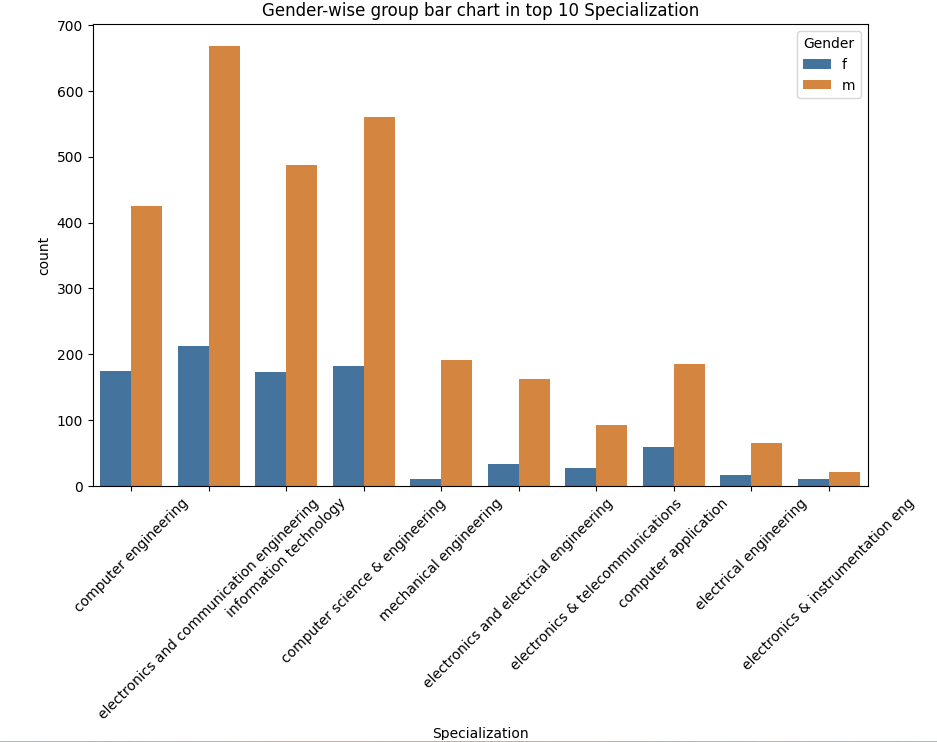 Gender-wise group bar chart in top 10 Specialization
700
600
500
400
300
200
100
0
count
Gender
f
m
computer engineering
electronics and communication engineering
information technology
computer science & engineering
mechanical engineering
electronics and electrical engineering
electronics & telecommunications
computer application
electrical engineering
electronics & instrumentation eng
Specialization